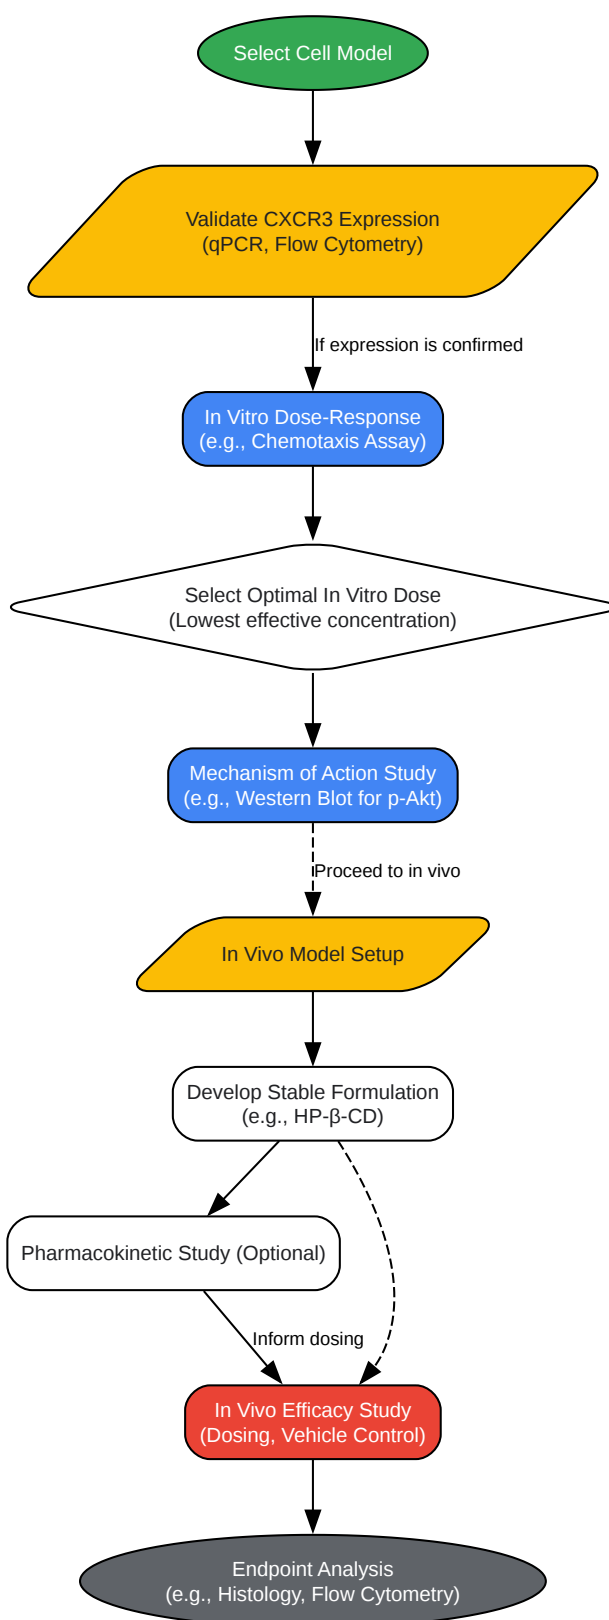 Select Cell Model
Validate CXCR3 Expression
(qPCR, Flow Cytometry)
If expression is confirmed
In Vitro Dose-Response
(e.g., Chemotaxis Assay)
Select Optimal In Vitro Dose
(Lowest effective concentration)
Mechanism of Action Study
(e.g., Western Blot for p-Akt)
Proceed to in vivo
In Vivo Model Setup
Develop Stable Formulation
(e.g., HP-β-CD)
Pharmacokinetic Study (Optional)
Inform dosing
In Vivo Efficacy Study
(Dosing, Vehicle Control)
Endpoint Analysis
(e.g., Histology, Flow Cytometry)